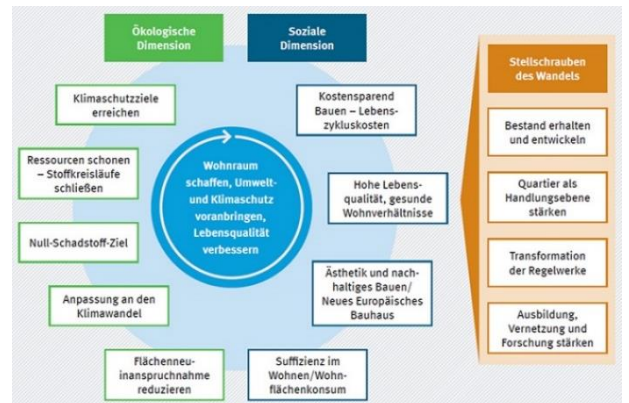 Ökologische
Dimension
Soziale
Dimension
Klimaschutzziele
erreichen
Ressourcen schonen –
Stoffkreisläufe
schließen
Null-Schadstoff-Ziel
Anpassung an den
Klimawandel
Flächenneu-
inanspruchnahme
reduzieren
Wohnraum
schaffen, Umwelt-
und Klimaschutz
voranbringen,
Lebensqualität
verbessern
Kostensparend
Bauen – Lebens-
zykluskosten
Hohe Lebens-
qualität, gesunde
Wohnverhältnisse
Ästhetik und nach-
haltiges Bauen/
Neues Europäisches
Bauhaus
Suffizienz im
Wohnen/Wohn-
flächenkonsum
Stellschrauben
des Wandels
Bestand erhalten
und entwickeln
Quartier als
Handlungsebene
stärken
Transformation
der Regelwerke
Ausbildung,
Vernetzung und
Forschung stärken